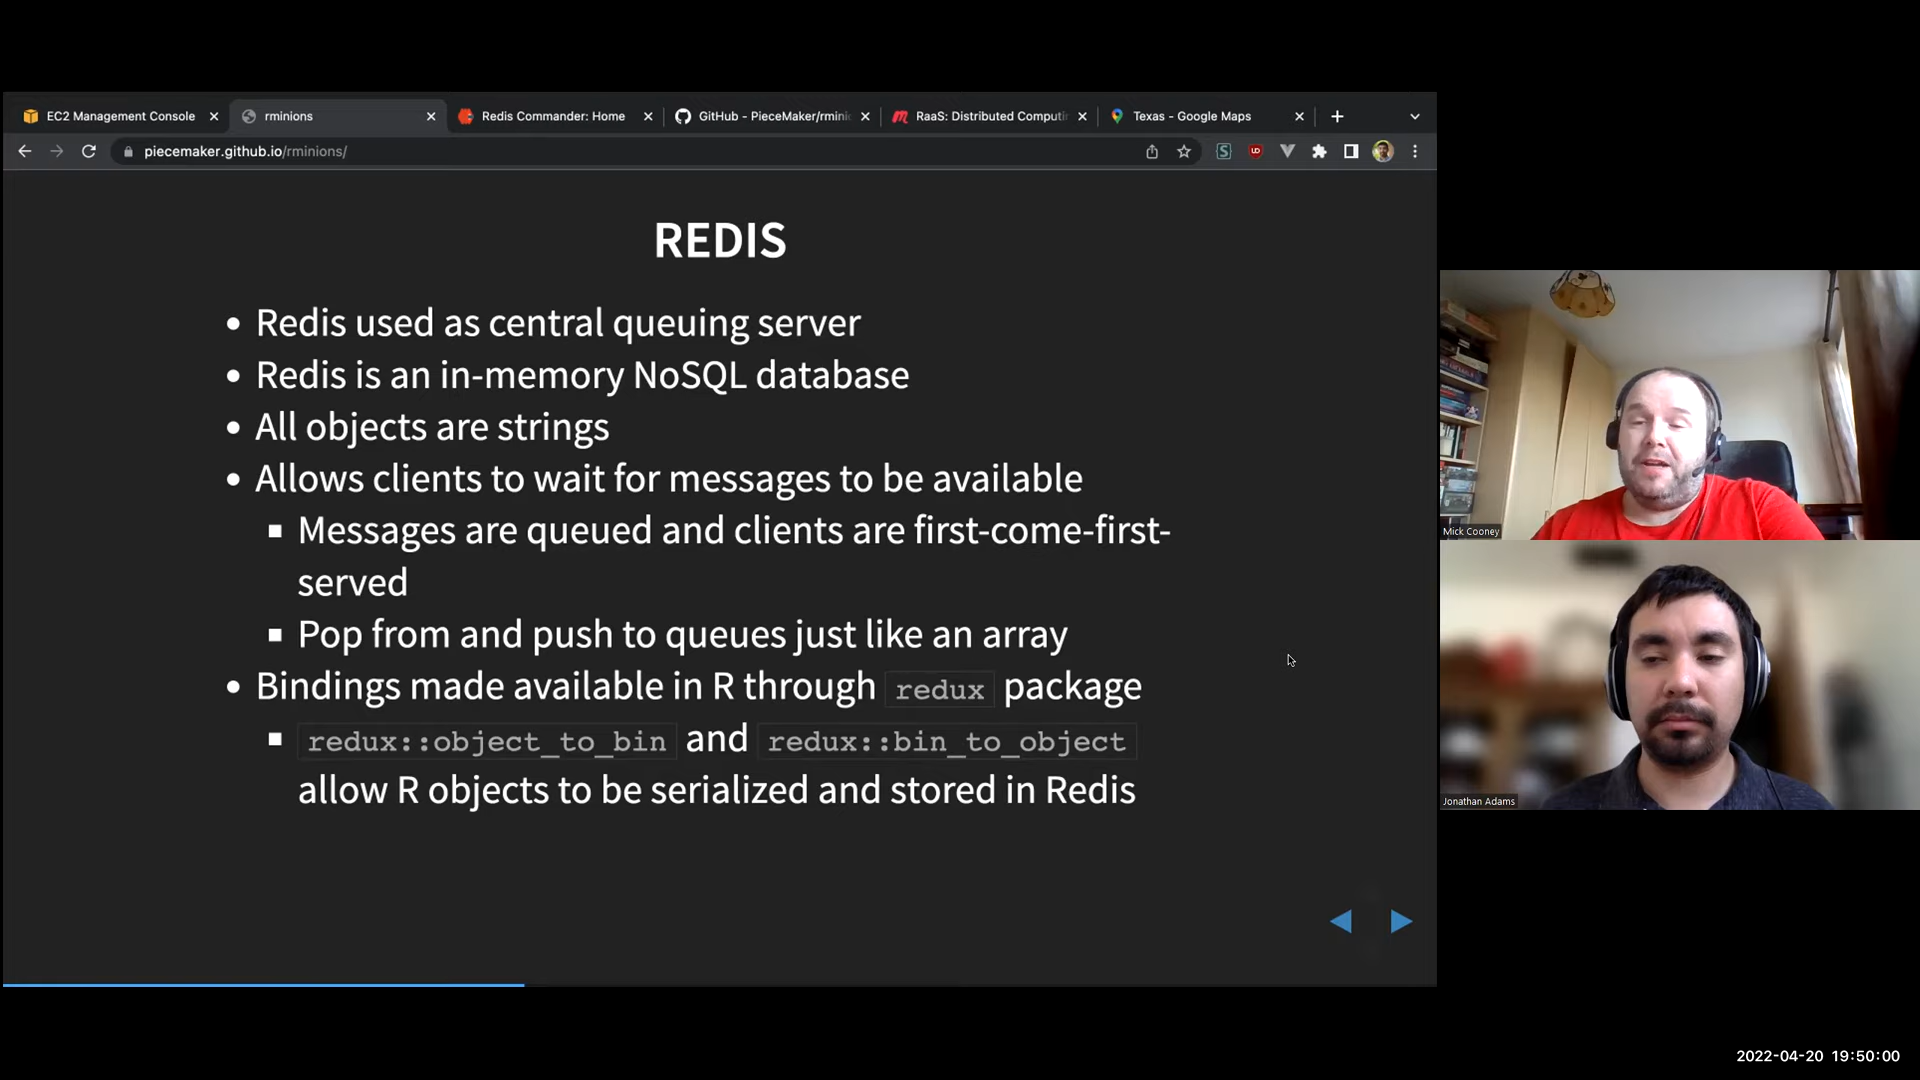 EC2 Management Console
rminions
Redis Commander: Home
GitHub - PieceMaker/rmini
RaaS: Distributed Computi
Texas - Google Maps
piecemaker.github.io/rminions/
REDIS
• Redis used as central queuing server
• Redis is an in-memory NoSQL database
• All objects are strings
• Allows clients to wait for messages to be available
▪ Messages are queued and clients are first-come-first-
served
▪ Pop from and push to queues just like an array
• Bindings made available in R through redux package
▪ redux::object_to_bin and redux::bin_to_object
allow R objects to be serialized and stored in Redis
Mick Cooney
Jonathan Adams
2022-04-20 19:50:00